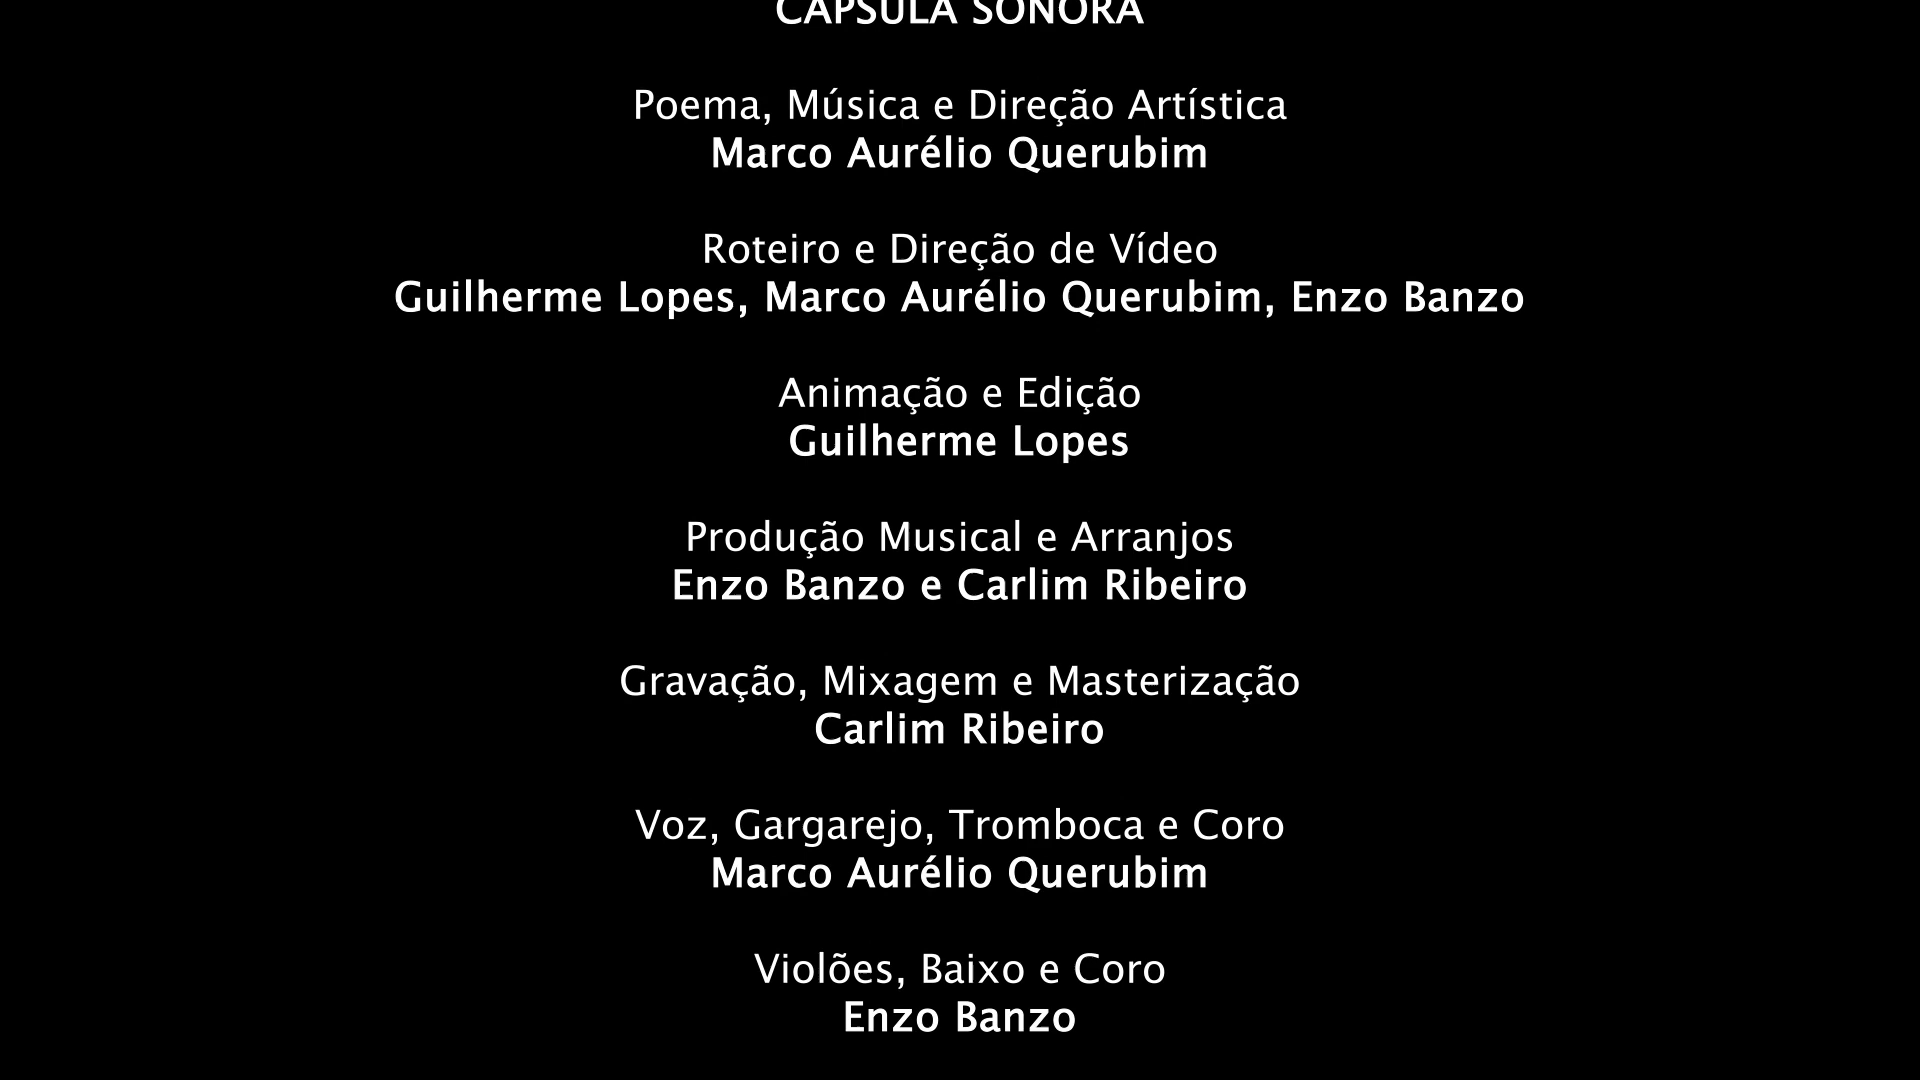 CÁPSULA SONORA
Poema, Música e Direção Artística
Marco Aurélio Querubim
Roteiro e Direção de Vídeo
Guilherme Lopes, Marco Aurélio Querubim, Enzo Banzo
Animação e Edição
Guilherme Lopes
Produção Musical e Arranjos
Enzo Banzo e Carlim Ribeiro
Gravação, Mixagem e Masterização
Carlim Ribeiro
Voz, Gargarejo, Tromboca e Coro
Marco Aurélio Querubim
Violões, Baixo e Coro
Enzo Banzo